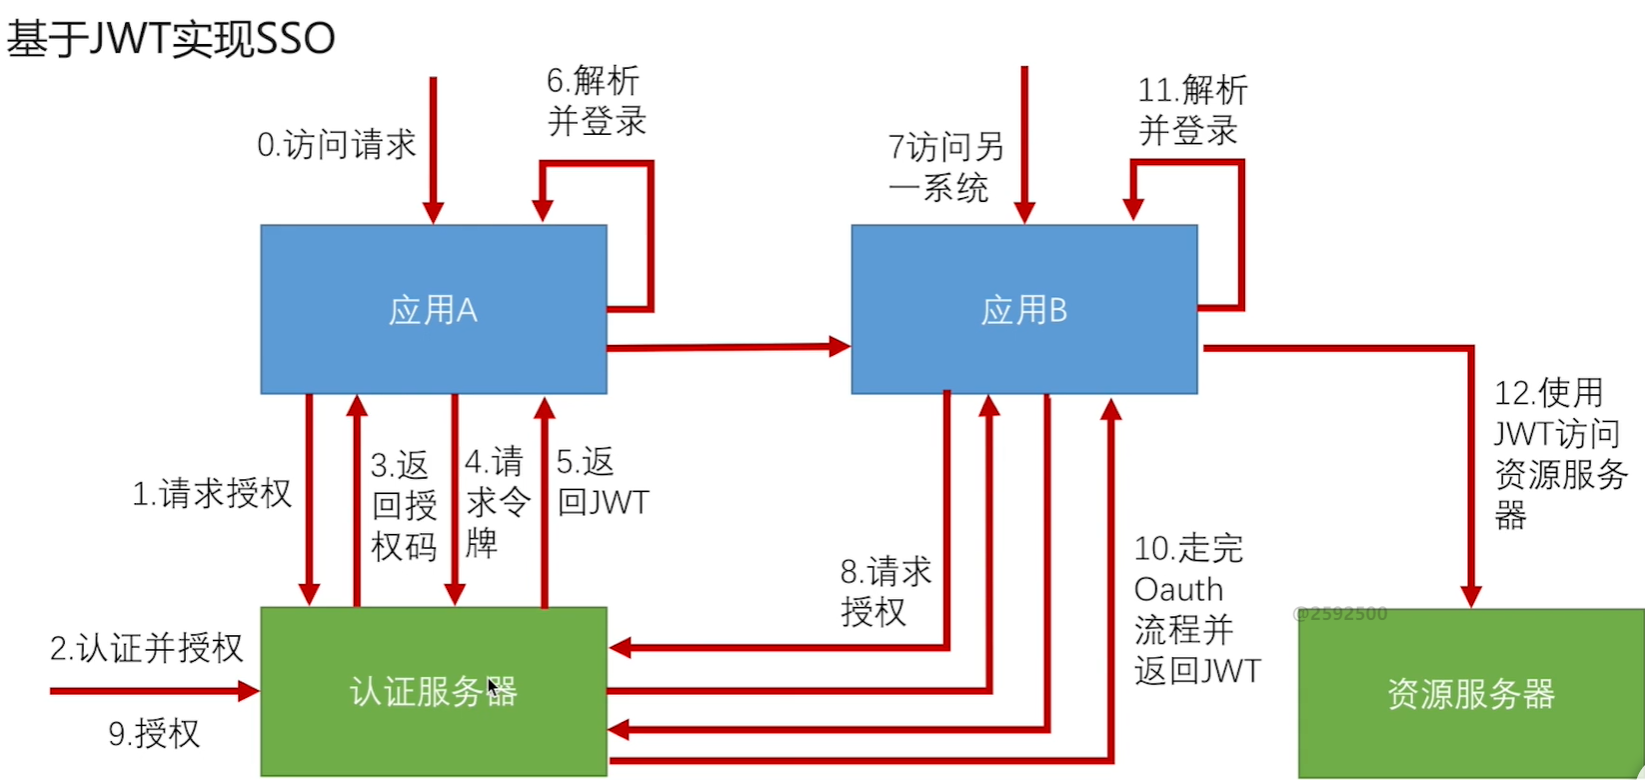 基于JWT实现SSO
0.访问请求
6.解析
并登录
7访问另
一系统
11.解析
并登录
应用A
应用B
1.请求授权
3.返
回授
权码
4.请
求令
牌
5.返
回JWT
8.请求
授权
10.走完
Oauth
流程并
返回JWT
12.使用
JWT访问
资源服务
器
2.认证并授权
9.授权
认证服务器
@2592500
资源服务器